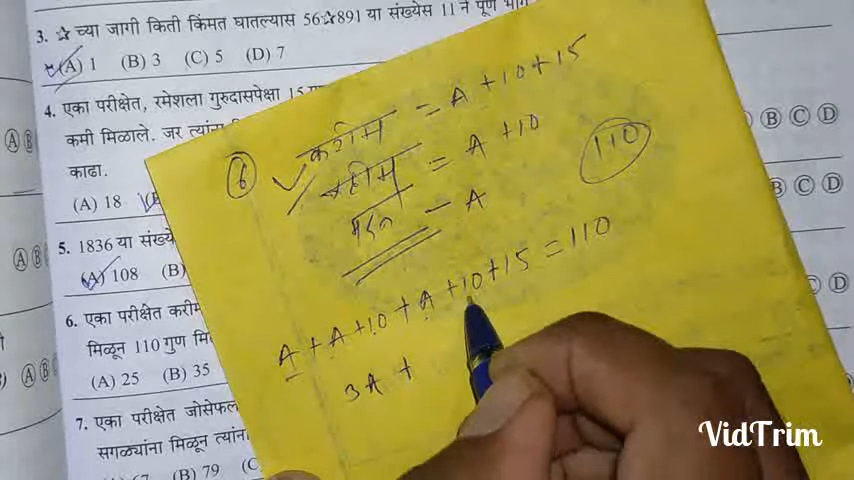 3. ☆ च्या जागी किती किंमत घातल्यास 56☆891 या संख्येस 11 ने पूर्ण भाग
(A) 1 (B) 3 (C) 5 (D) 7
4. एका परीक्षेत, रमेशला गुरुदासपेक्षा 15
कमी मिळाले. जर त्यांना
काढा.
(A) 18
5. 1836 या संख्ये
(A) 108 (B)
6. एका परीक्षेत करीम
मिळून 110 गुण मि
(A) 25 (B) 35
7. एका परीक्षेत जोसेफल
सगळ्यांना मिळून त्यांना
(B) 79 (C
6 करीम = A + 10 + 15
रहीम = A + 10
110
मदन - A
A + A + 10 + A + 10 + 15 = 110
3A +
A B
B C D
B C D
A B
C D
A B
VidTrim